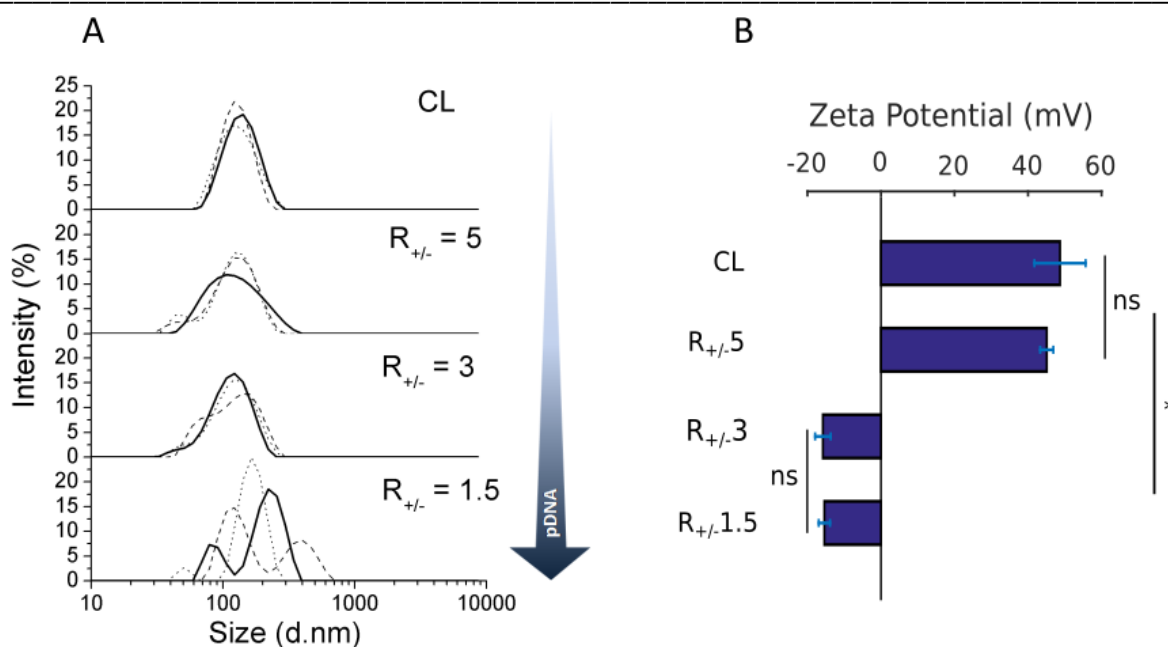 A
B
CL
R+/- = 5
R+/- = 3
R+/- = 1.5
25
20
15
10
5
0
20
15
10
5
0
20
15
10
5
0
20
15
10
5
0
Intensity (%)
10
100
1000
10000
Size (d.nm)
pDNA
Zeta Potential (mV)
-20
0
20
40
60
CL
R+/-5
R+/-3
R+/-1.5
ns
ns